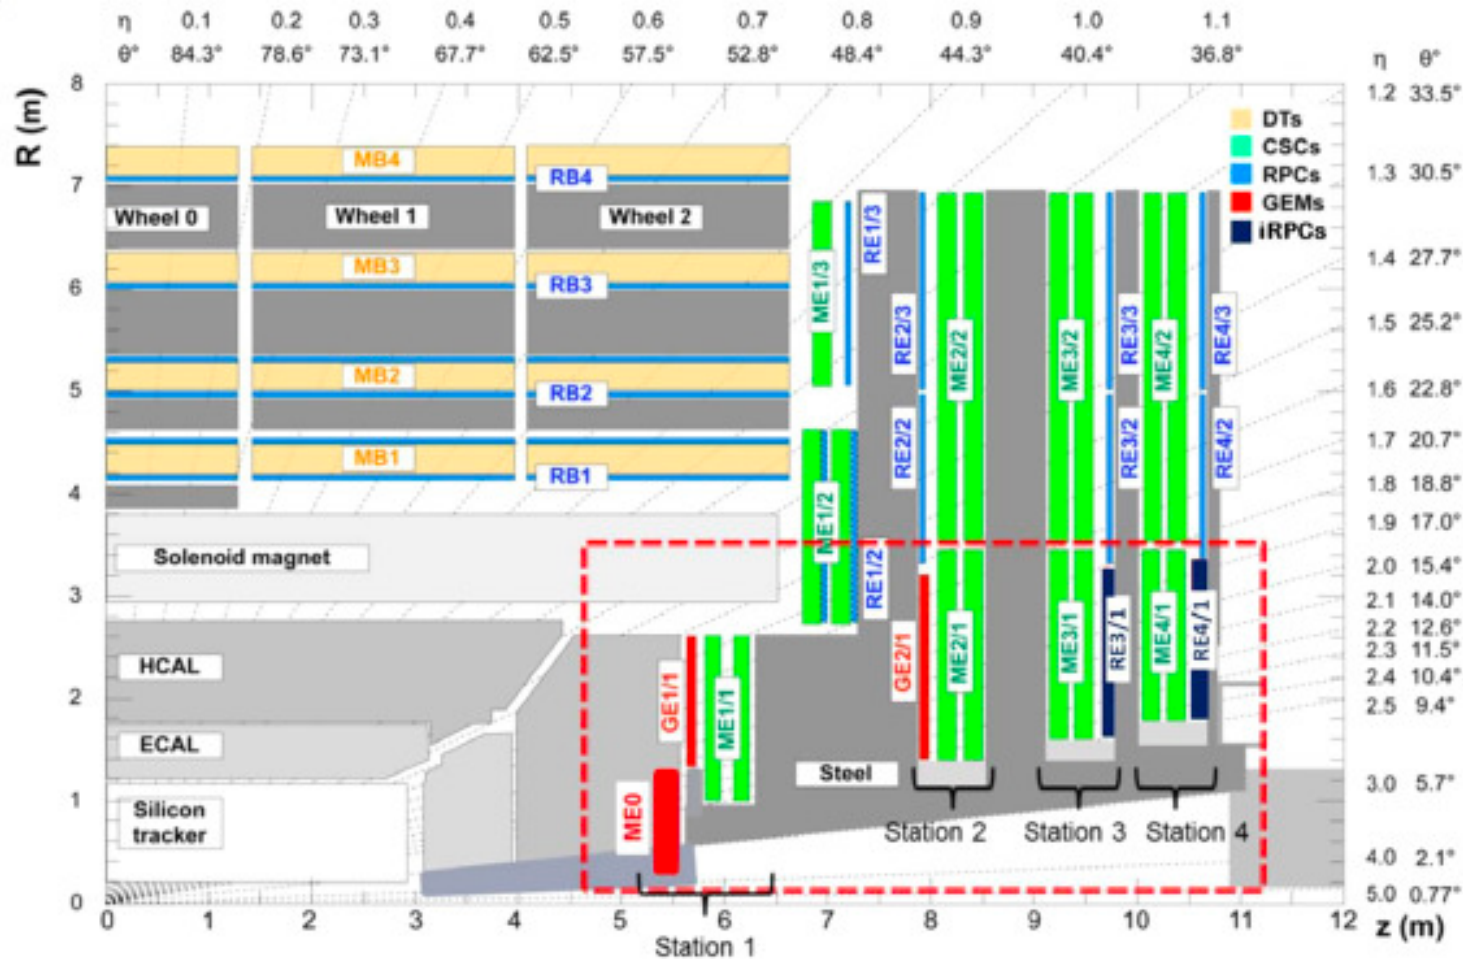 η 0.1 0.2 0.3 0.4 0.5 0.6 0.7 0.8 0.9 1.0 1.1
θ° 84.3° 78.6° 73.1° 67.7° 62.5° 57.5° 52.8° 48.4° 44.3° 40.4° 36.8° η θ°
8
7
6
5
4
3
2
1
0
R (m)
MB4
RB4
Wheel 0 Wheel 1 Wheel 2
MB3
RB3
MB2
RB2
MB1
RB1
Solenoid magnet
HCAL
ECAL
Silicon
tracker
Steel
ME0
GE1/1
ME1/1
ME1/2
ME1/3
RE1/3
RE1/2
RE2/3
RE2/2
GE2/1
ME2/2
ME2/1
ME3/2
ME3/1
RE3/3
RE3/2
RE3/1
ME4/2
ME4/1
RE4/3
RE4/2
RE4/1
DTs
CSCs
RPCs
GEMs
iRPCs
1.2 33.5°
1.3 30.5°
1.4 27.7°
1.5 25.2°
1.6 22.8°
1.7 20.7°
1.8 18.8°
1.9 17.0°
2.0 15.4°
2.1 14.0°
2.2 12.6°
2.3 11.5°
2.4 10.4°
2.5 9.4°
3.0 5.7°
4.0 2.1°
5.0 0.77°
Station 2 Station 3 Station 4
0 1 2 3 4 5 6 7 8 9 10 11 12 z (m)
Station 1